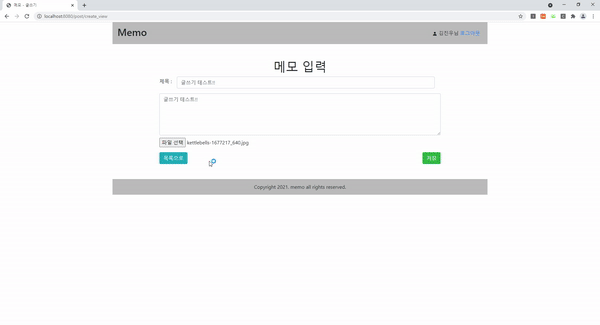 메모 - 글쓰기
localhost:8080/post/create_view
Memo
김민우님 로그아웃
메모 입력
제목 :
글쓰기 테스트!!
글쓰기 테스트!!
파일 선택 kettlebells-1677217_640.jpg
목록으로
저장
Copyright 2021. memo all rights reserved.